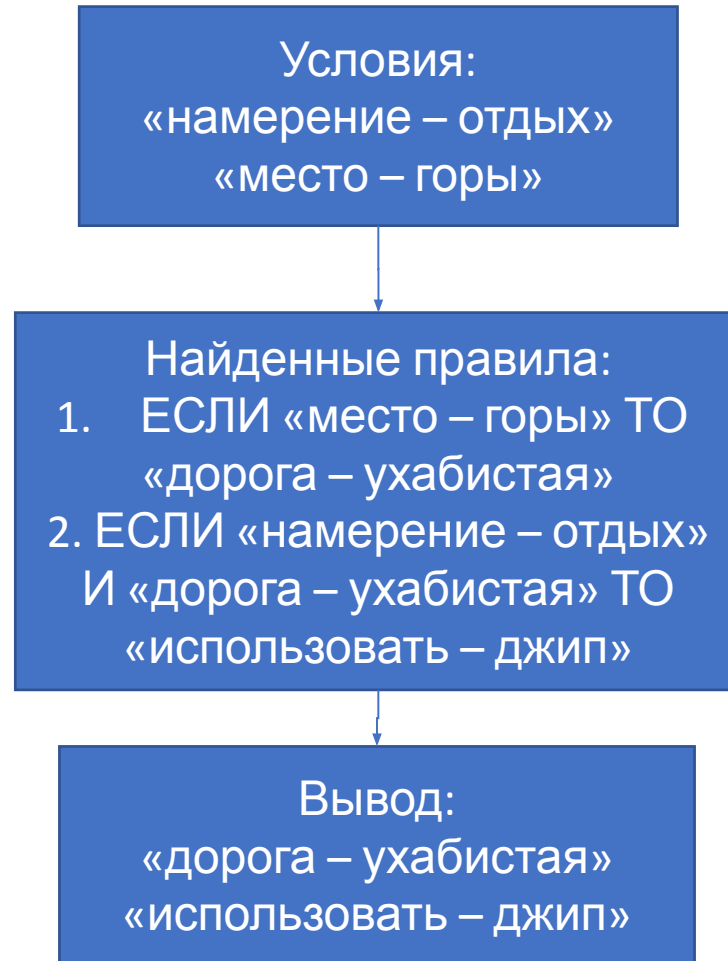 Условия:
«намерение – отдых»
«место – горы»
Найденные правила:
1. ЕСЛИ «место – горы» ТО
«дорога – ухабистая»
2. ЕСЛИ «намерение – отдых»
И «дорога – ухабистая» ТО
«использовать – джип»
Вывод:
«дорога – ухабистая»
«использовать – джип»